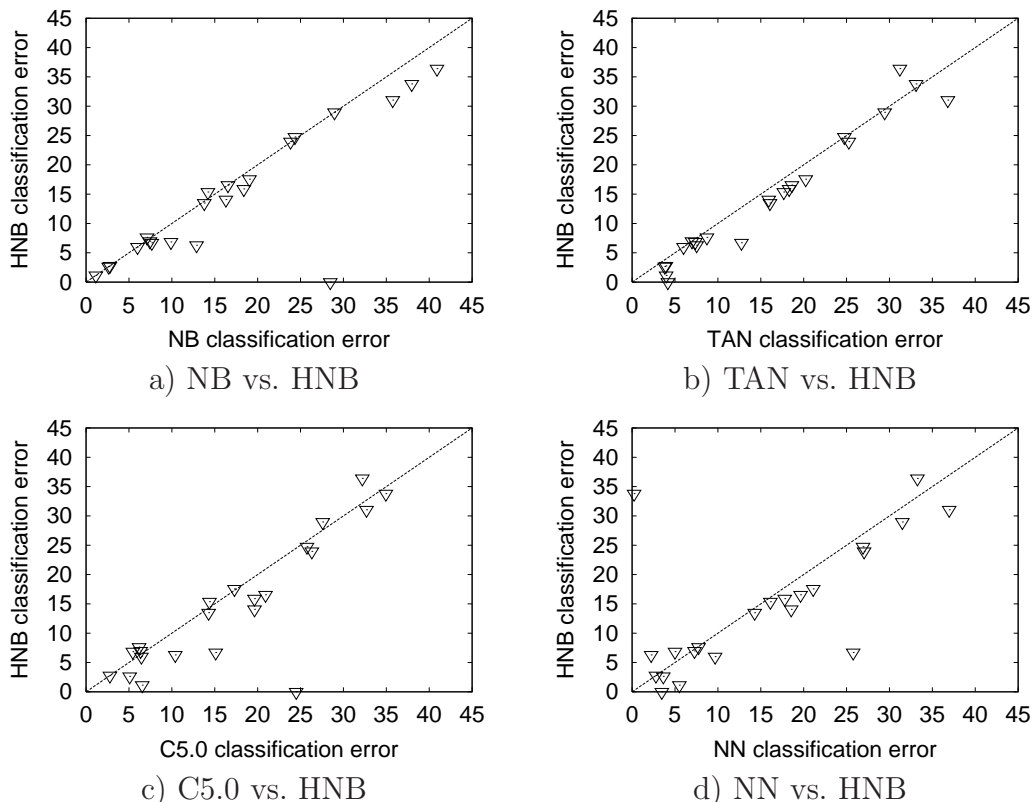 45
40
35
30
25
20
15
10
5
0
HNB classification error
0 5 10 15 20 25 30 35 40 45
NB classification error
a) NB vs. HNB
45
40
35
30
25
20
15
10
5
0
HNB classification error
0 5 10 15 20 25 30 35 40 45
TAN classification error
b) TAN vs. HNB
45
40
35
30
25
20
15
10
5
0
HNB classification error
0 5 10 15 20 25 30 35 40 45
C5.0 classification error
c) C5.0 vs. HNB
45
40
35
30
25
20
15
10
5
0
HNB classification error
0 5 10 15 20 25 30 35 40 45
NN classification error
d) NN vs. HNB